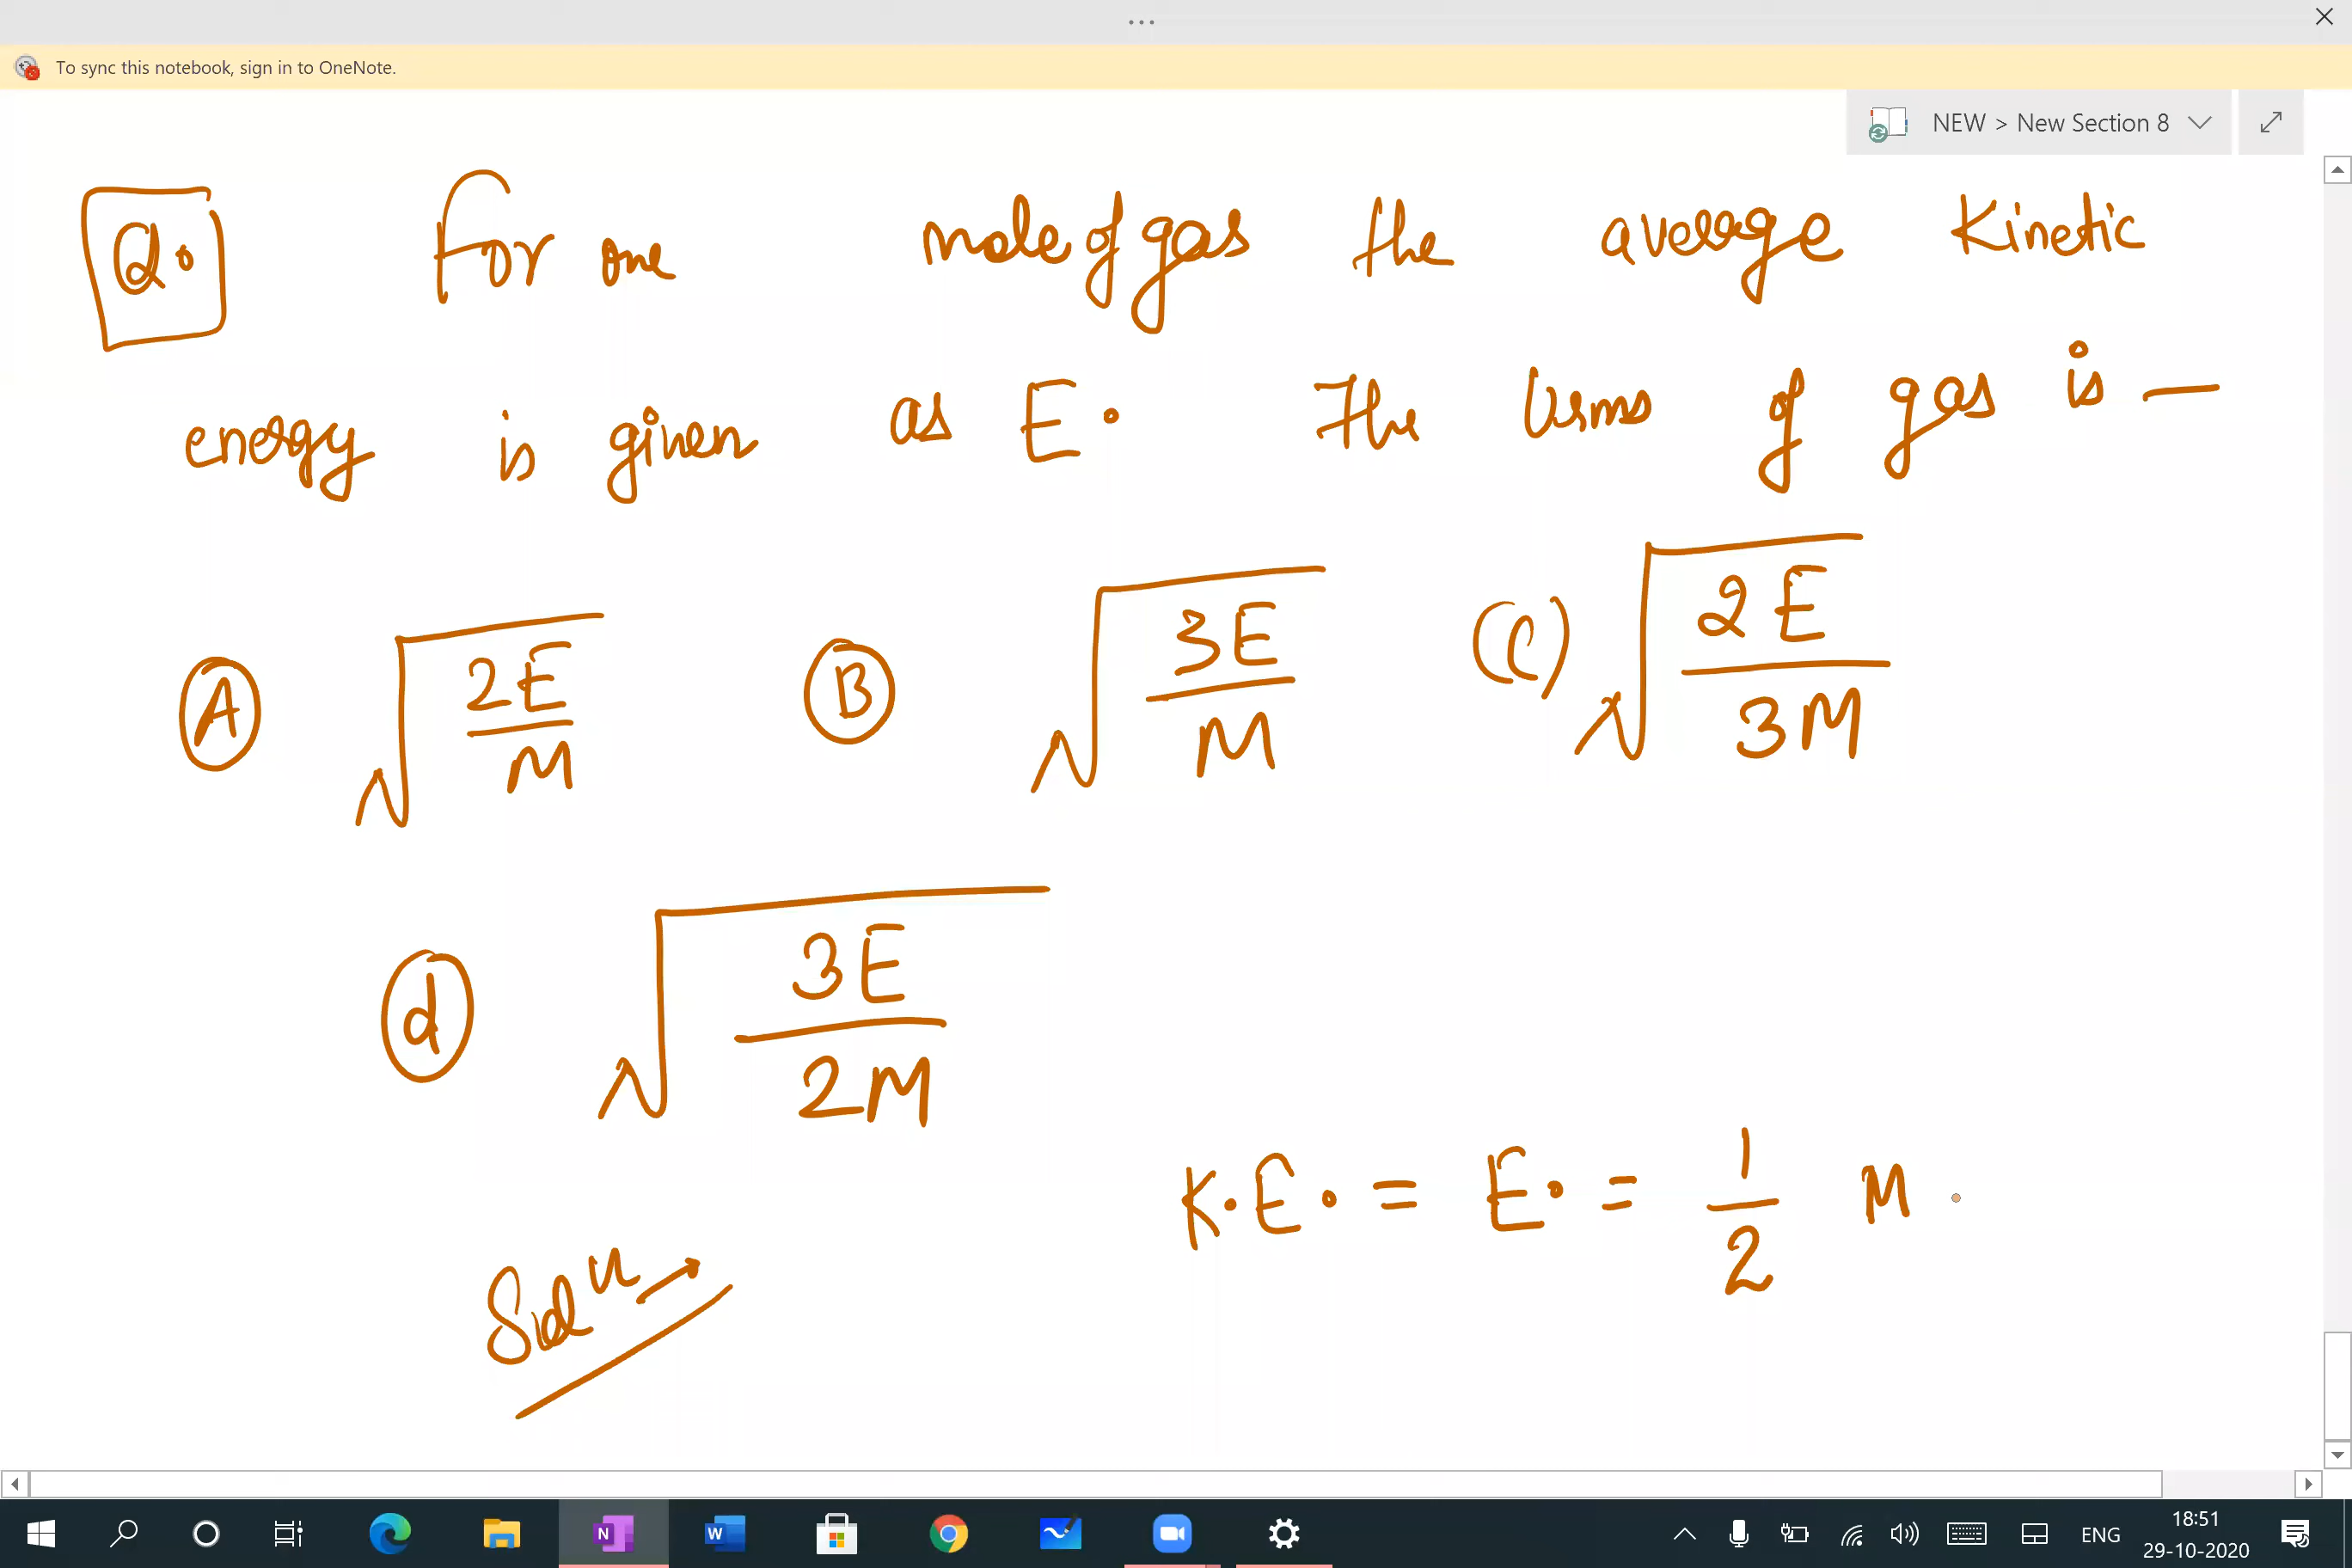 To sync this notebook, sign in to OneNote.
NEW > New Section 8
Q. For one mole of gas the average Kinetic
energy is given as E. The Urms of gas is —
(A) √(2E/M) (B) √(3E/M) (C) √(2E/3M)
(d) √(3E/2M)
K.E. = E. = 1/2 M
Solⁿ →
ENG
18:51
29-10-2020